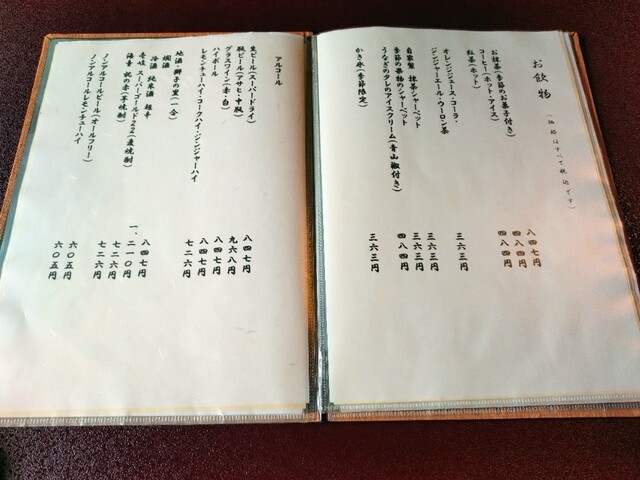 お飲物
(価格はすべて税込です)
お抹茶(季節のお菓子付き) 八四七円
コーヒー(ホット・アイス) 四八四円
紅茶(ホット) 四八四円
オレンジジュース・コーラ・
ジンジャーエール・ウーロン茶 三六三円
自家製 抹茶シャーベット 三六三円
季節の果物のシャーベット 三六三円
うなぎのタレのアイスクリーム(青山椒付き) 四八四円
かき氷(季節限定) 三六三円
アルコール
生ビール(スーパードライ) 八四七円
瓶ビール(アサヒ・中瓶) 九六八円
グラスワイン(赤・白) 八四七円
ハイボール 八四七円
レモンチューハイ・コークハイ・ジンジャーハイ 七二六円
地酒・獅子の里(一合)
燗酒 八四七円
冷酒 純米酒 超辛 一、二一〇円
壱岐 スーパーゴールド22(麦焼酎) 七二六円
海童 祝の赤(芋焼酎) 七二六円
ノンアルコールビール(オールフリー) 六〇五円
ノンアルコールレモンチューハイ 六〇五円